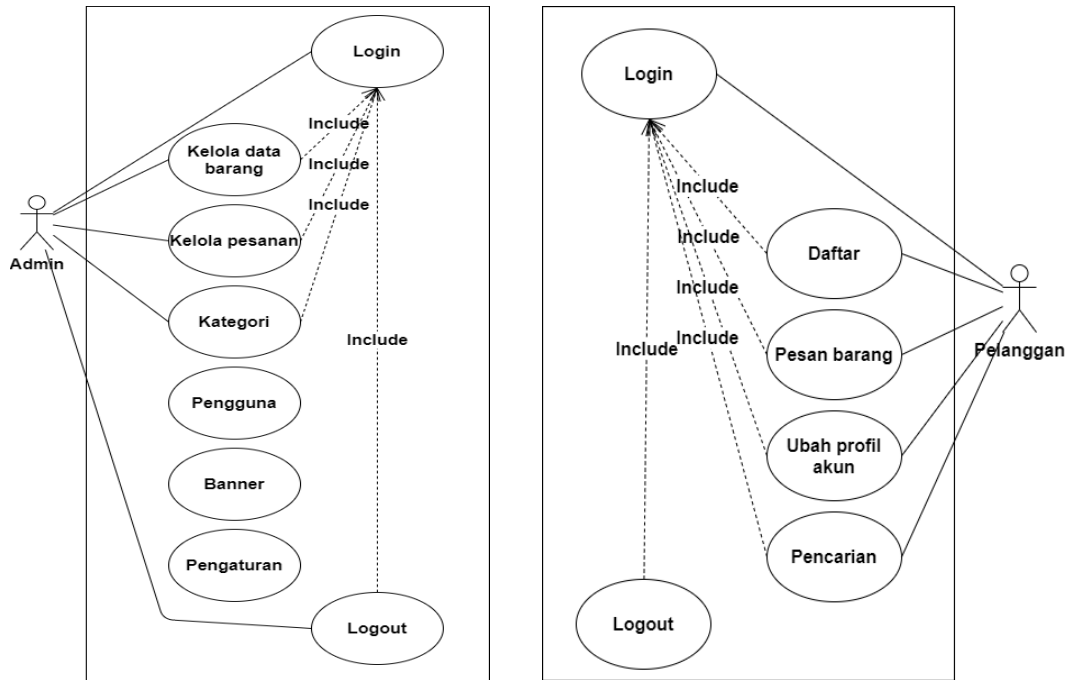 Login
Include
Kelola data
barang
Include
Include
Kelola pesanan
Admin
Kategori
Include
Pengguna
Banner
Pengaturan
Logout
Login
Include
Include
Daftar
Include
Include
Include
Pesan barang
Pelanggan
Ubah profil
akun
Pencarian
Logout